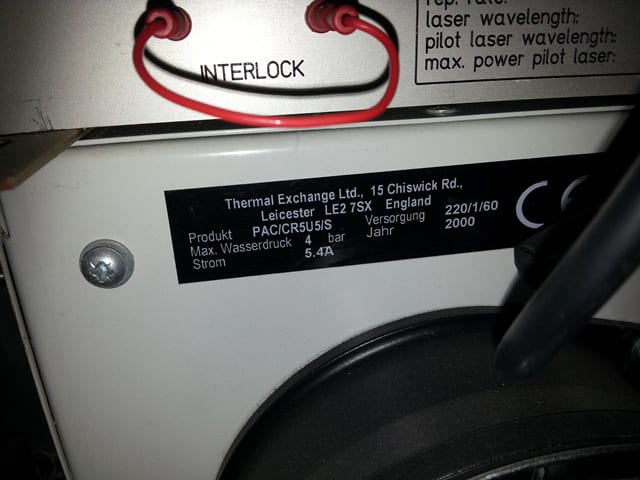 rep. rate:
laser wavelength:
pilot laser wavelength:
max. power pilot laser:
INTERLOCK
Thermal Exchange Ltd., 15 Chiswick Rd.,
Leicester LE2 7SX England
Produkt PAC/CR5U5/S Versorgung 220/1/60
Max. Wasserdruck 4 bar Jahr 2000
Strom 5.4A
CE